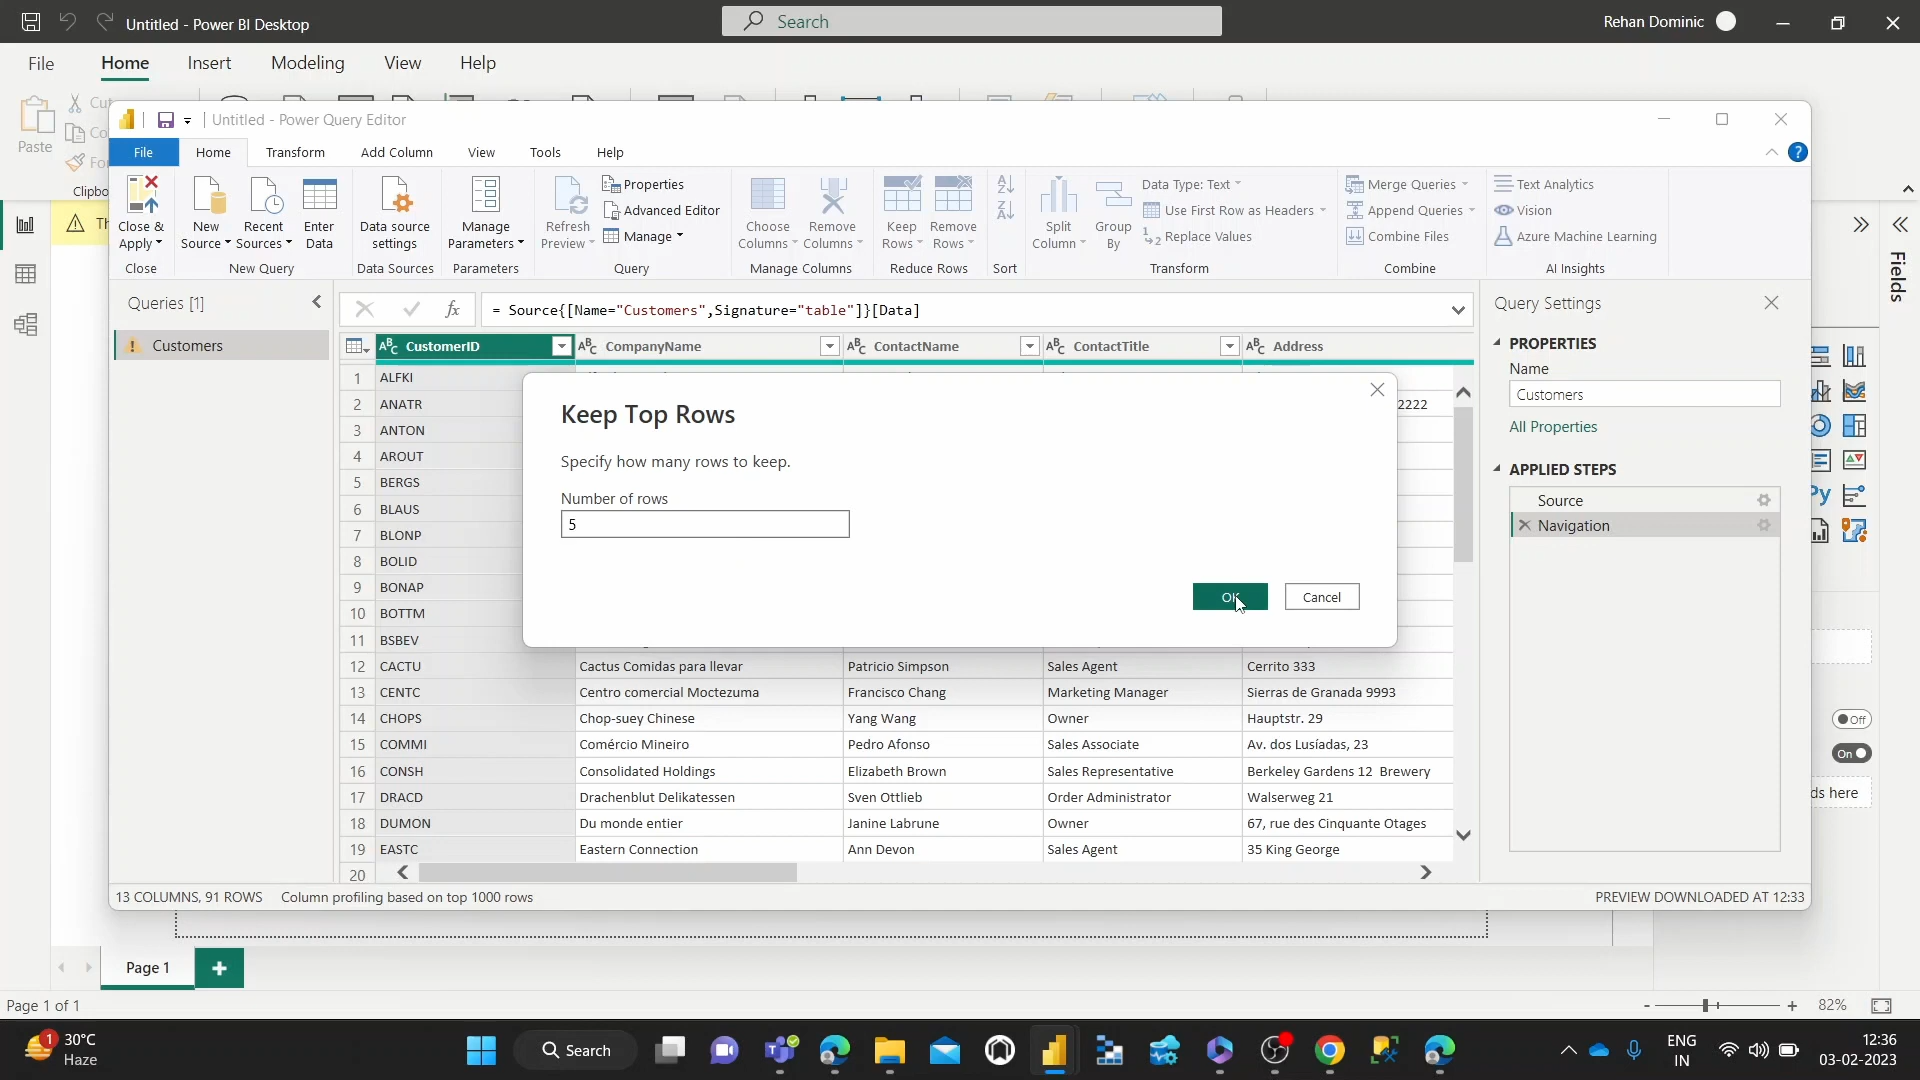 Untitled - Power BI Desktop
Search
Rehan Dominic
File Home Insert Modeling View Help
Paste
Untitled - Power Query Editor
File Home Transform Add Column View Tools Help
Close & Apply
New Source
Recent Sources
Enter Data
Data source settings
Manage Parameters
Refresh Preview
Properties
Advanced Editor
Manage
Choose Columns
Remove Columns
Keep Rows
Remove Rows
Split Column
Group By
Data Type: Text
Use First Row as Headers
Replace Values
Merge Queries
Append Queries
Combine Files
Text Analytics
Vision
Azure Machine Learning
Close
New Query
Data Sources
Parameters
Query
Manage Columns
Reduce Rows
Sort
Transform
Combine
AI Insights
Queries [1]
Customers
= Source{[Name="Customers",Signature="table"]}[Data]
CustomerID CompanyName ContactName ContactTitle Address
1 ALFKI
2 ANATR 2222
3 ANTON
4 AROUT
5 BERGS
6 BLAUS
7 BLONP
8 BOLID
9 BONAP
10 BOTTM
11 BSBEV
12 CACTU Cactus Comidas para llevar Patricio Simpson Sales Agent Cerrito 333
13 CENTC Centro comercial Moctezuma Francisco Chang Marketing Manager Sierras de Granada 9993
14 CHOPS Chop-suey Chinese Yang Wang Owner Hauptstr. 29
15 COMMI Comércio Mineiro Pedro Afonso Sales Associate Av. dos Lusíadas, 23
16 CONSH Consolidated Holdings Elizabeth Brown Sales Representative Berkeley Gardens 12 Brewery
17 DRACD Drachenblut Delikatessen Sven Ottlieb Order Administrator Walserweg 21
18 DUMON Du monde entier Janine Labrune Owner 67, rue des Cinquante Otages
19 EASTC Eastern Connection Ann Devon Sales Agent 35 King George
20
Keep Top Rows
Specify how many rows to keep.
Number of rows
5
OK
Cancel
Query Settings
PROPERTIES
Name
Customers
All Properties
APPLIED STEPS
Source
Navigation
Fields
Off
On
ds here
13 COLUMNS, 91 ROWS Column profiling based on top 1000 rows
PREVIEW DOWNLOADED AT 12:33
Page 1
Page 1 of 1
82%
1
30°C
Haze
Search
ENG
IN
12:36
03-02-2023